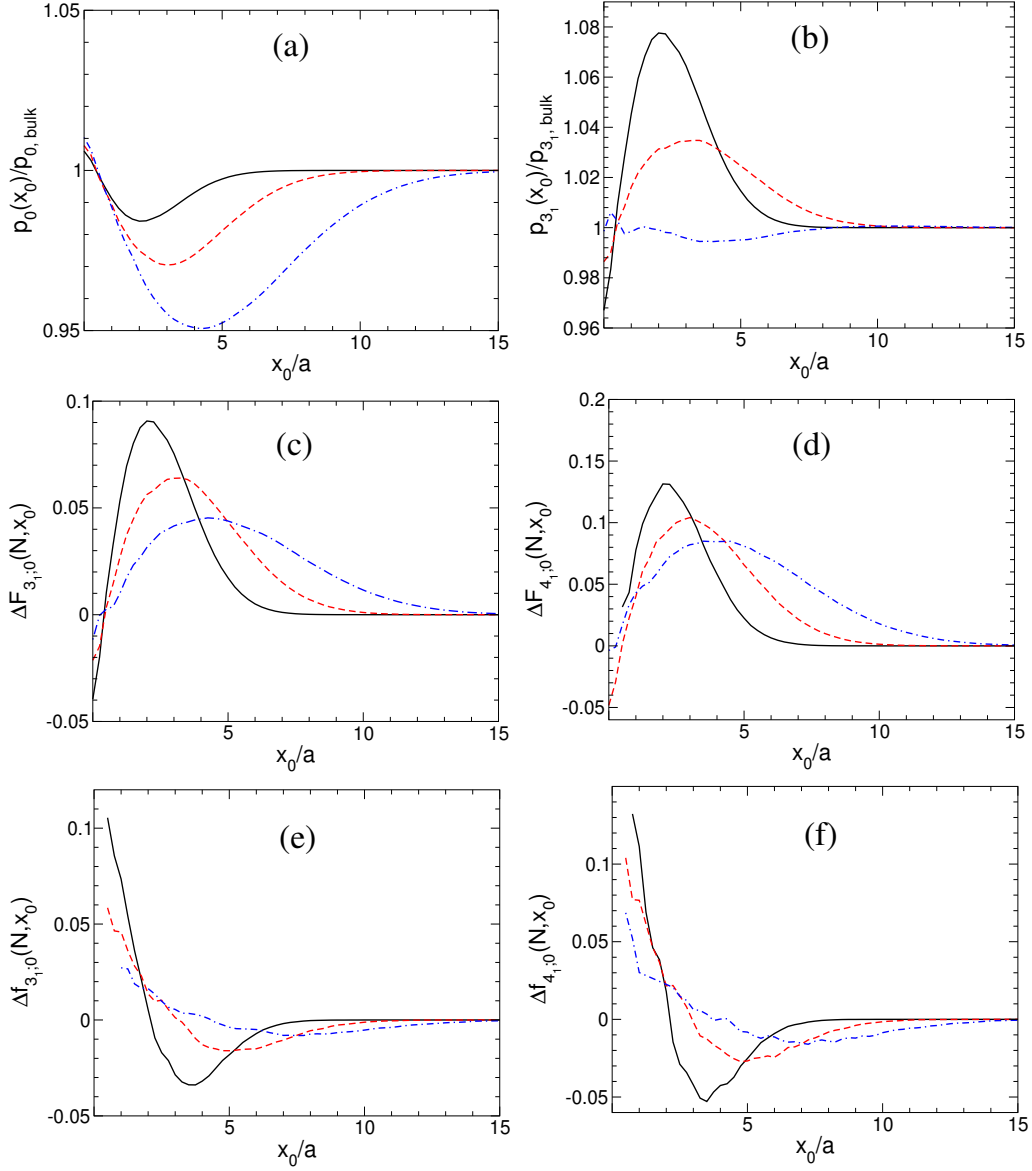 1.05
(a)
p0(x0)/p0, bulk
1
0.95
5
10
15
x0/a
1.08
(b)
1.06
p31(x0)/p31, bulk
1.04
1.02
1
0.98
0.96
5
10
15
x0/a
0.1
(c)
ΔF31;0(N,x0)
0.05
0
-0.05
5
10
15
x0/a
0.2
(d)
0.15
ΔF41;0(N,x0)
0.1
0.05
0
-0.05
5
10
15
x0/a
0.1
(e)
Δf31;0(N,x0)
0.05
0
-0.05
5
10
15
x0/a
0.1
(f)
Δf41;0(N,x0)
0.05
0
-0.05
5
10
15
x0/a